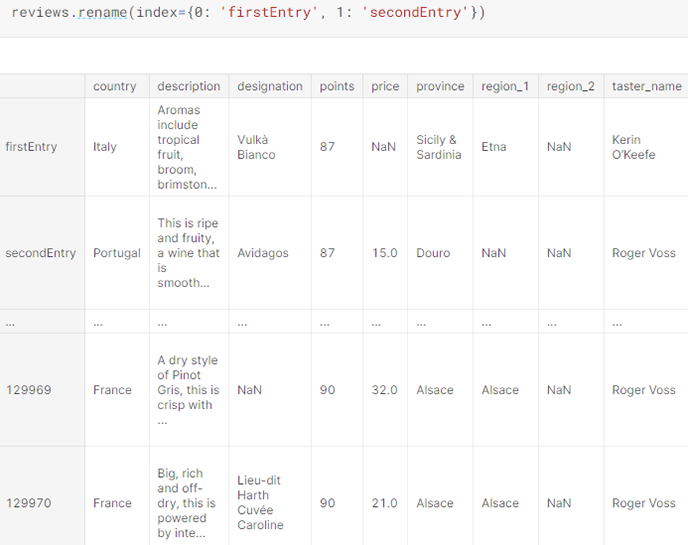 reviews.rename(index={0: 'firstEntry', 1: 'secondEntry'})
country description designation points price province region_1 region_2 taster_name
firstEntry Italy Aromas include tropical fruit, broom, brimston... Vulkà Bianco 87 NaN Sicily & Sardinia Etna NaN Kerin O'Keefe
secondEntry Portugal This is ripe and fruity, a wine that is smooth... Avidagos 87 15.0 Douro NaN NaN Roger Voss
... ... ... ... ... ... ... ... ... ...
129969 France A dry style of Pinot Gris, this is crisp with ... NaN 90 32.0 Alsace Alsace NaN Roger Voss
129970 France Big, rich and off-dry, this is powered by inte... Lieu-dit Harth Cuvée Caroline 90 21.0 Alsace Alsace NaN Roger Voss